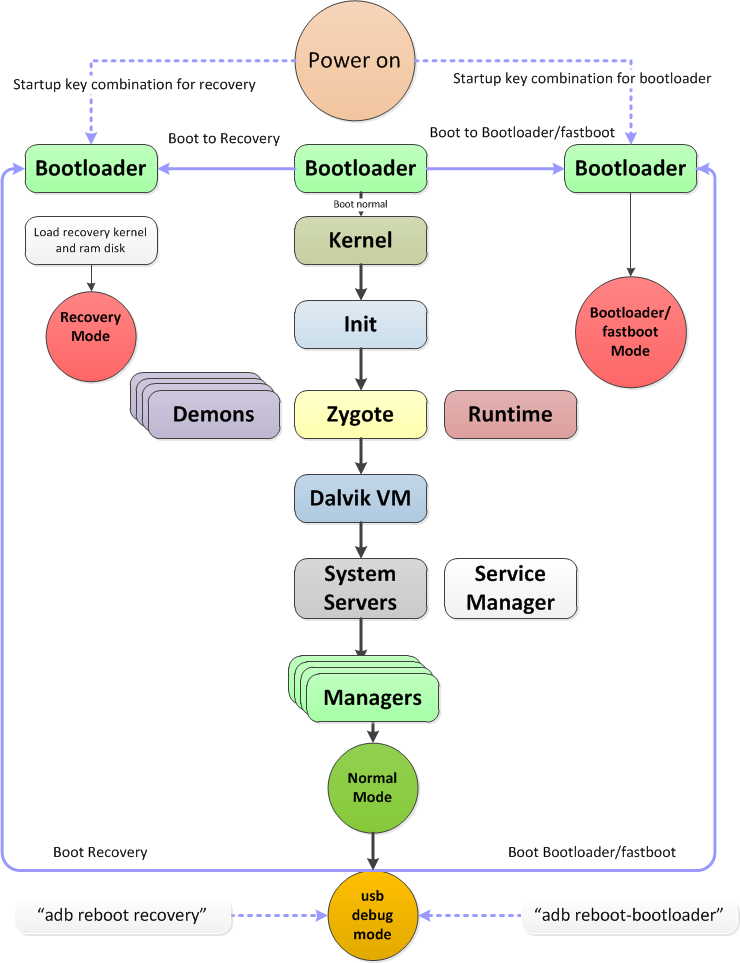 Power on
Startup key combination for recovery
Startup key combination for bootloader
Boot to Recovery
Boot to Bootloader/fastboot
Bootloader
Bootloader
Bootloader
Boot normal
Load recovery kernel
and ram disk
Kernel
Recovery
Mode
Init
Bootloader/
fastboot
Mode
Demons
Zygote
Runtime
Dalvik VM
System
Servers
Service
Manager
Managers
Normal
Mode
Boot Recovery
Boot Bootloader/fastboot
"adb reboot recovery"
usb
debug
mode
"adb reboot-bootloader"